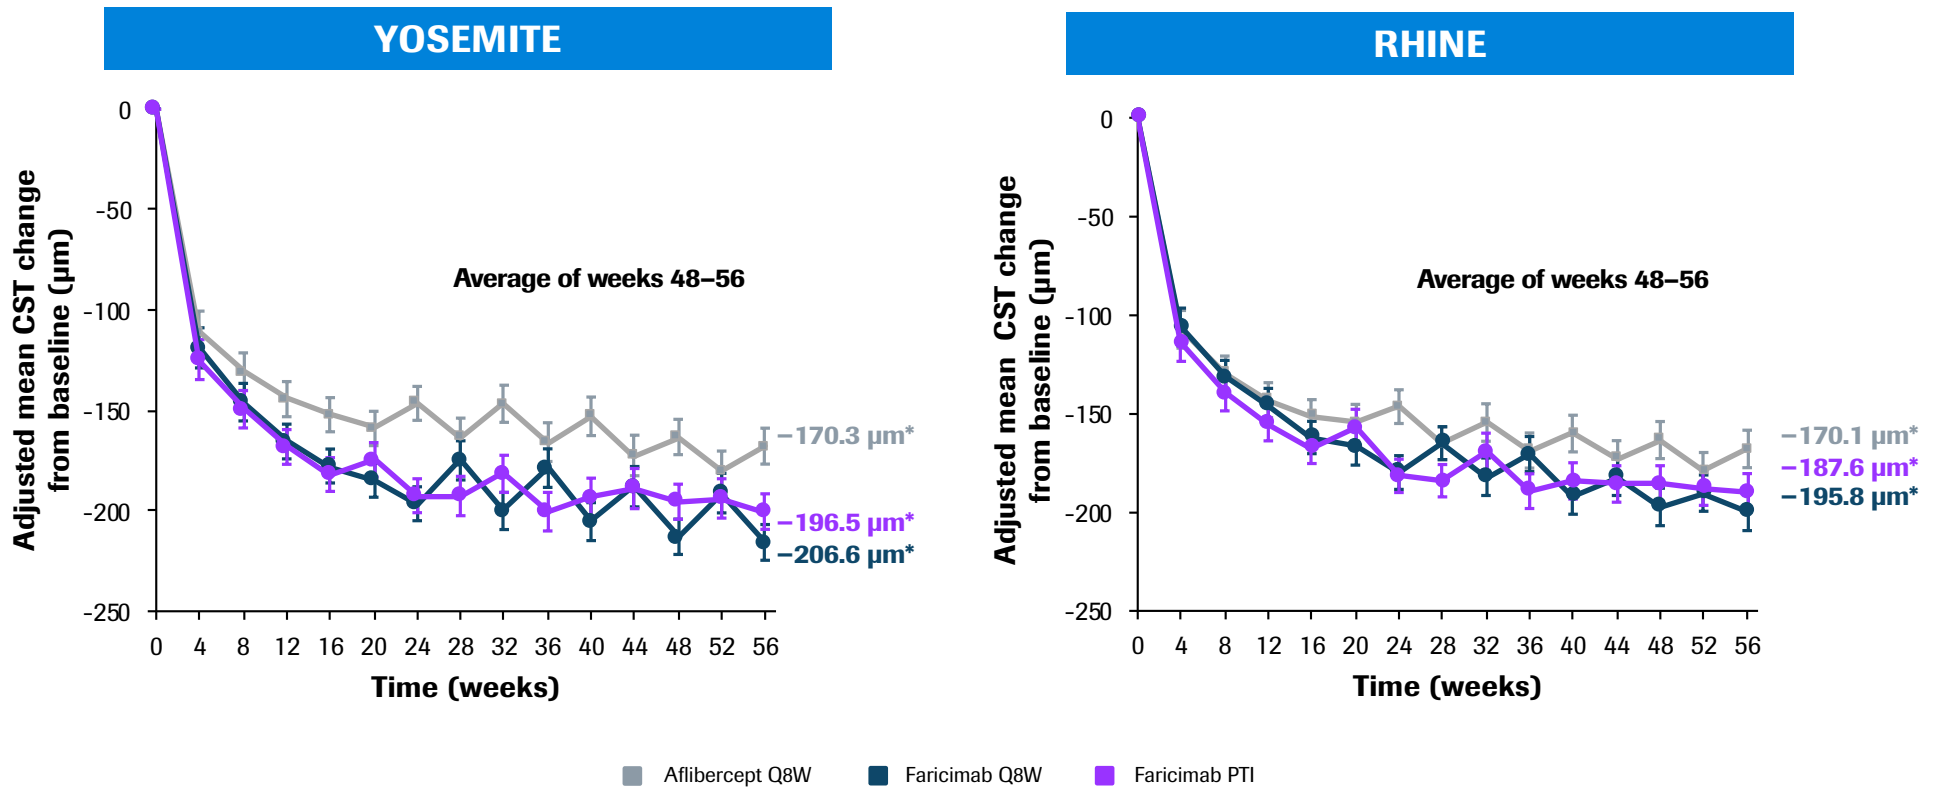 YOSEMITE
Adjusted mean CST change
from baseline (µm)
0
-50
-100
-150
-200
-250
Average of weeks 48–56
−170.3 µm*
−196.5 µm*
−206.6 µm*
0 4 8 12 16 20 24 28 32 36 40 44 48 52 56
Time (weeks)
RHINE
Adjusted mean CST change
from baseline (µm)
0
-50
-100
-150
-200
-250
Average of weeks 48–56
−170.1 µm*
−187.6 µm*
−195.8 µm*
0 4 8 12 16 20 24 28 32 36 40 44 48 52 56
Time (weeks)
Aflibercept Q8W Faricimab Q8W Faricimab PTI